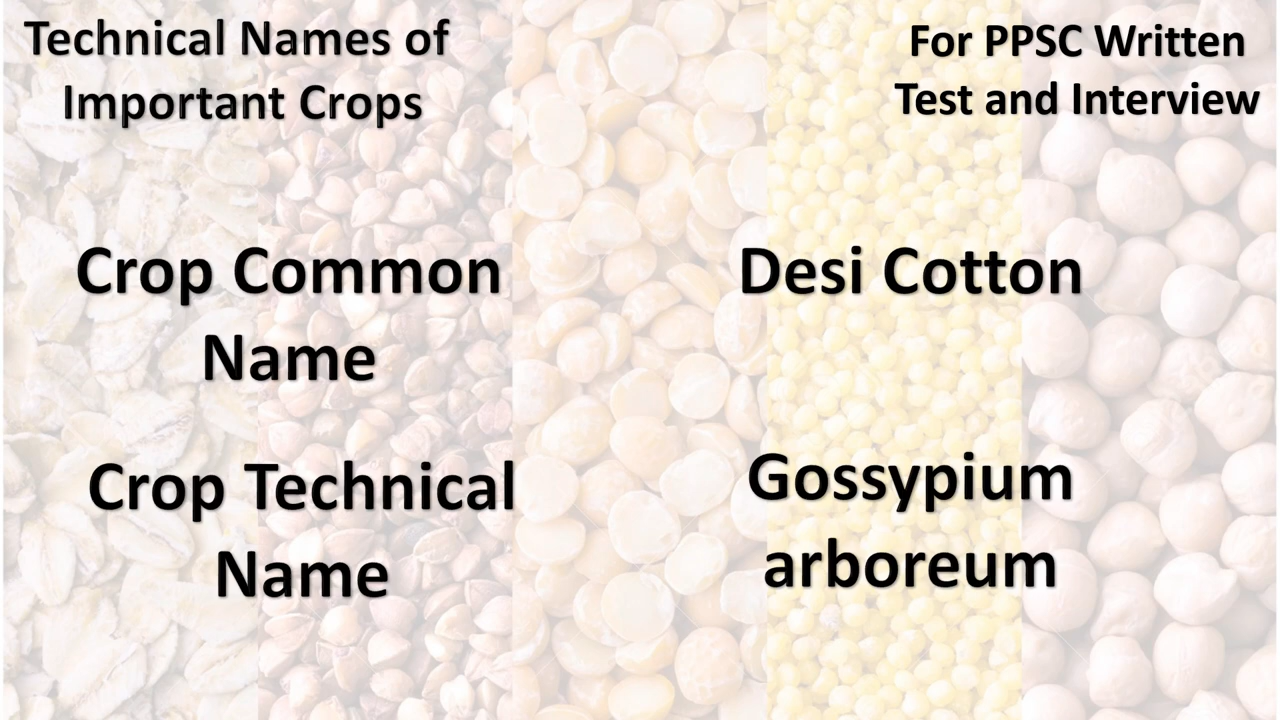 Technical Names of
Important Crops
For PPSC Written
Test and Interview
Crop Common
Name
Desi Cotton
Crop Technical
Name
Gossypium
arboreum